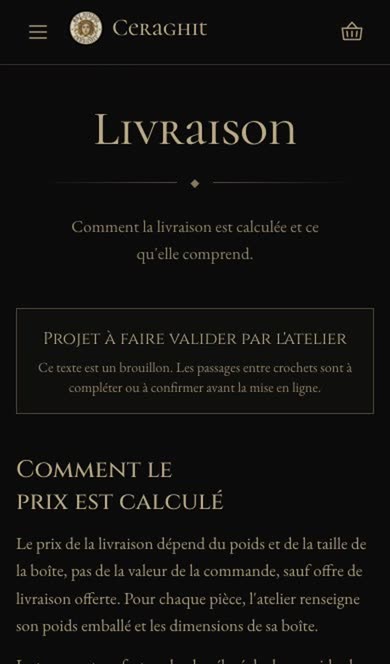 Ceraghit
Livraison
Comment la livraison est calculée et ce
qu'elle comprend.
Projet à faire valider par l'atelier
Ce texte est un brouillon. Les passages entre crochets sont à
compléter ou à confirmer avant la mise en ligne.
Comment le
prix est calculé
Le prix de la livraison dépend du poids et de la taille de
la boîte, pas de la valeur de la commande, sauf offre de
livraison offerte. Pour chaque pièce, l'atelier renseigne
son poids emballé et les dimensions de sa boîte.